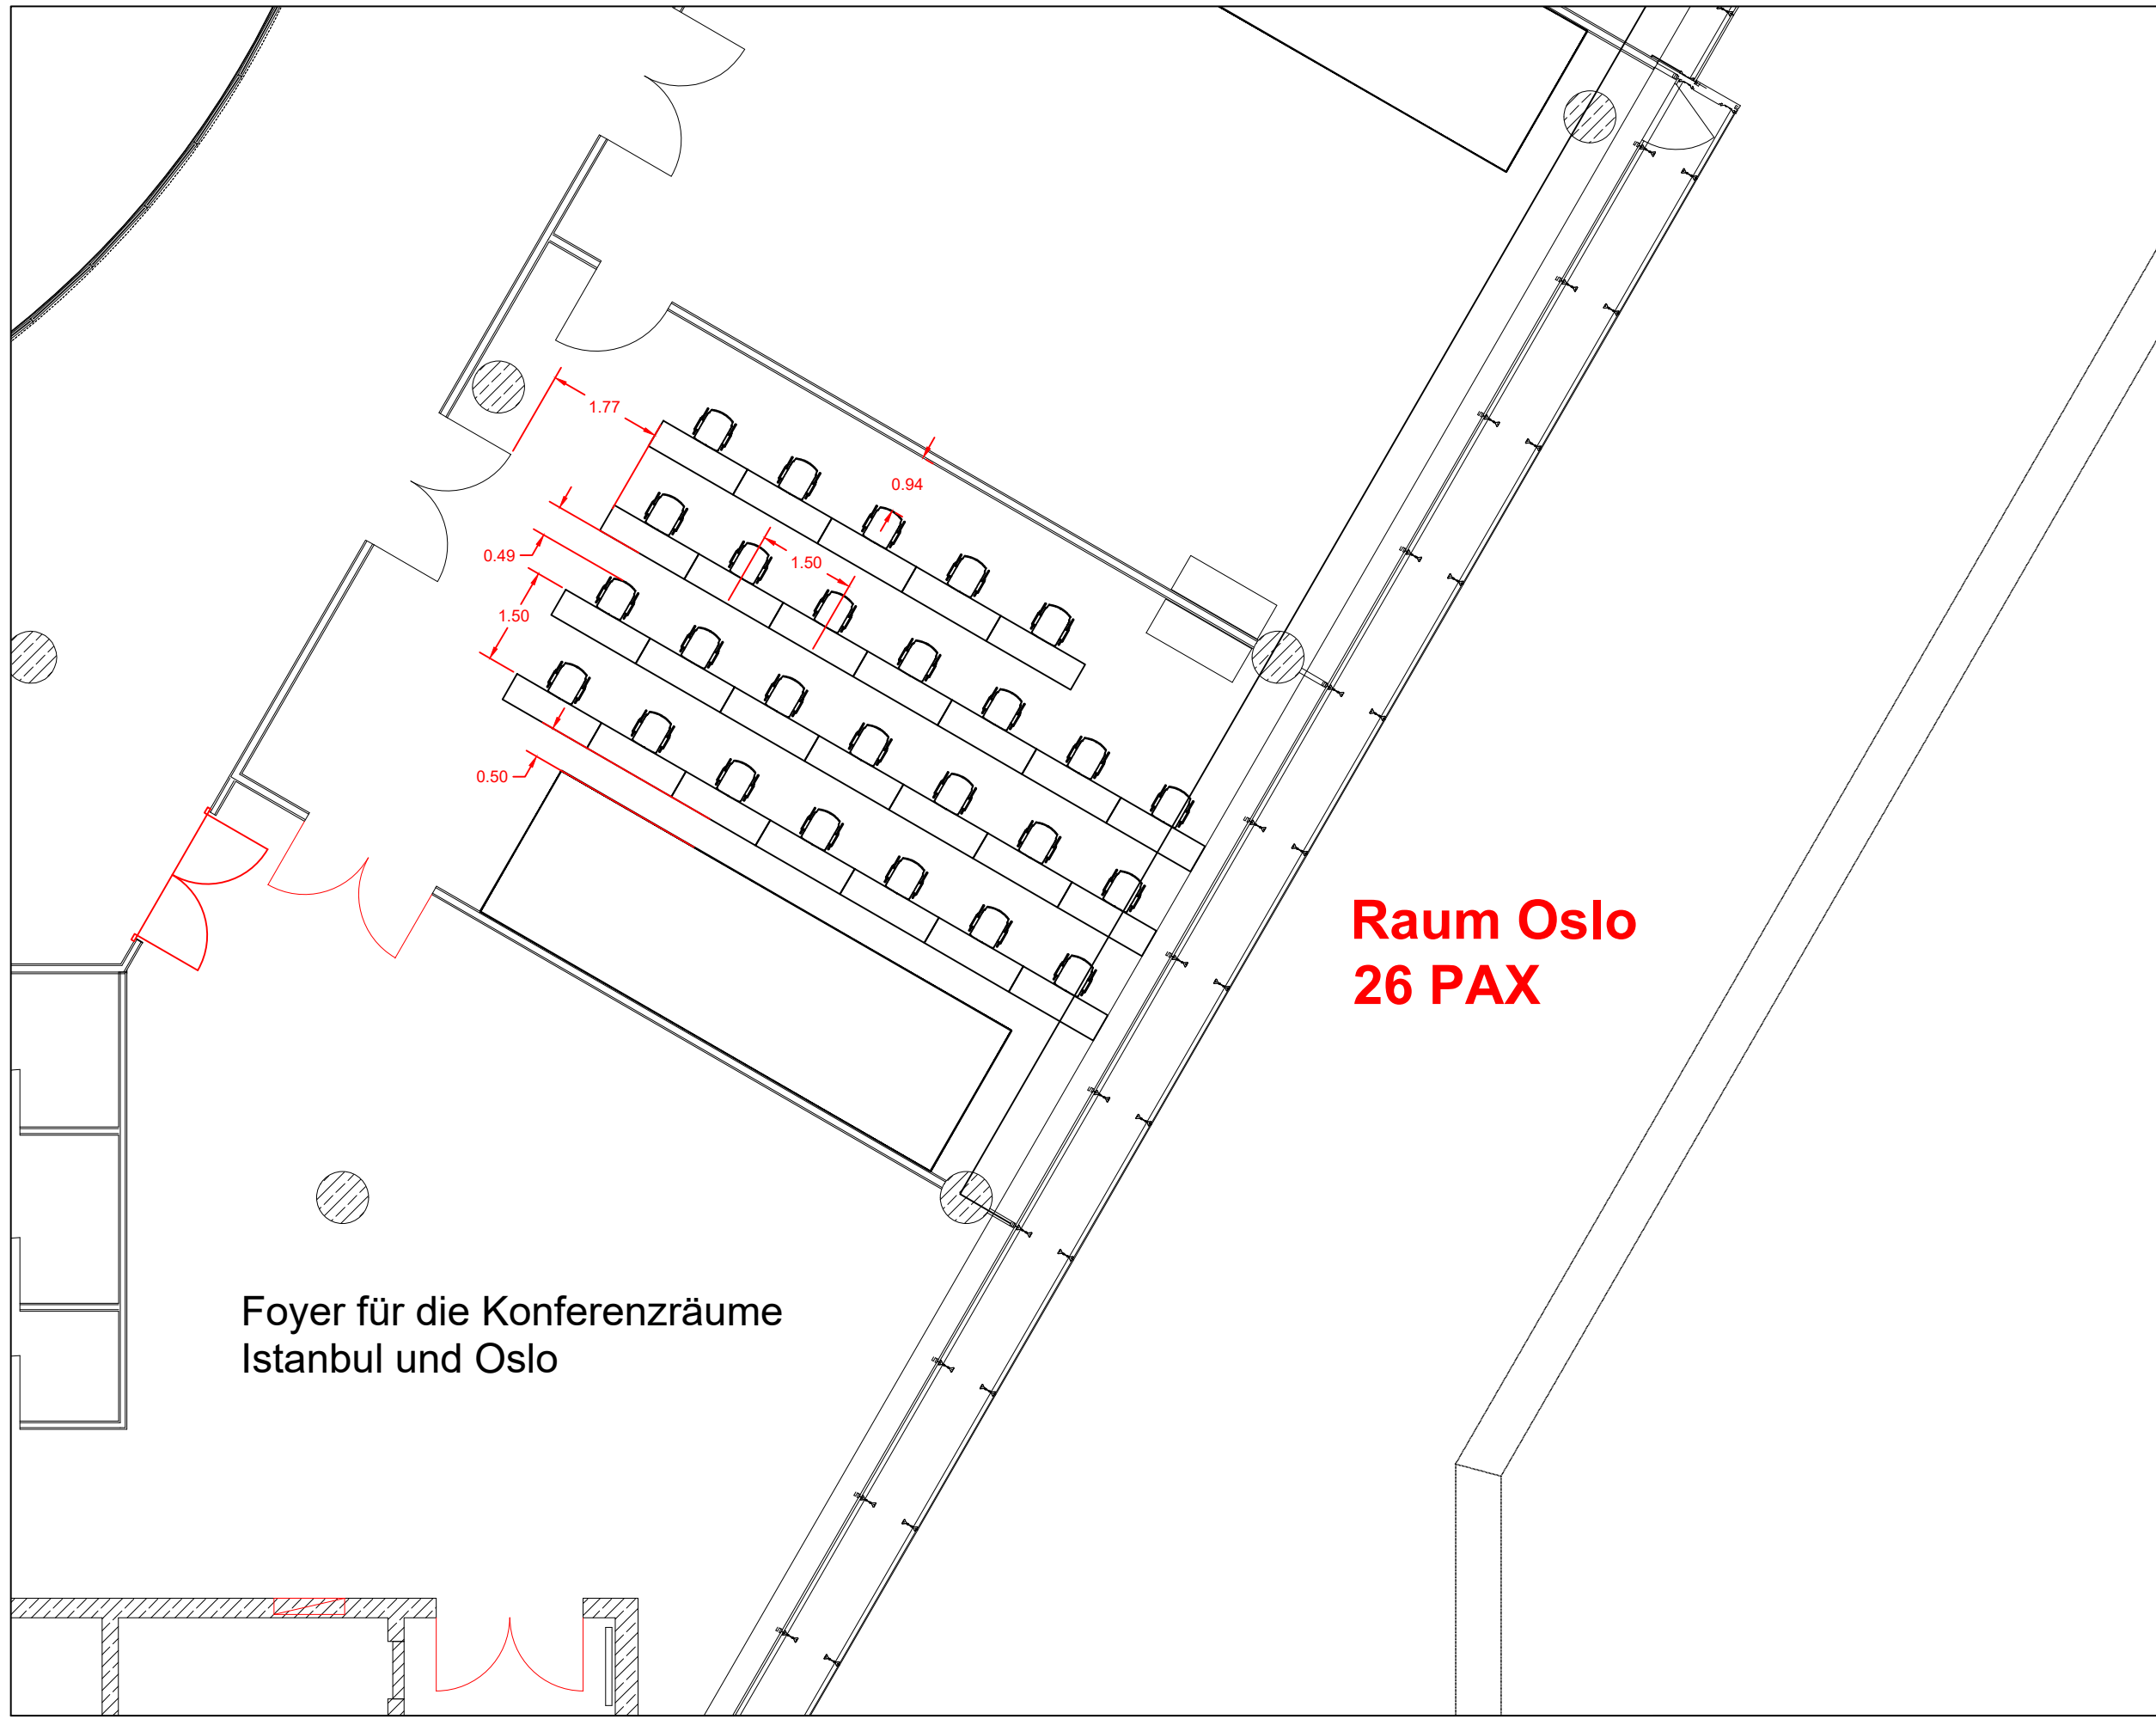 1.77
0.94
0.49
1.50
1.50
0.50
Raum Oslo
26 PAX
Foyer für die Konferenzräume
Istanbul und Oslo